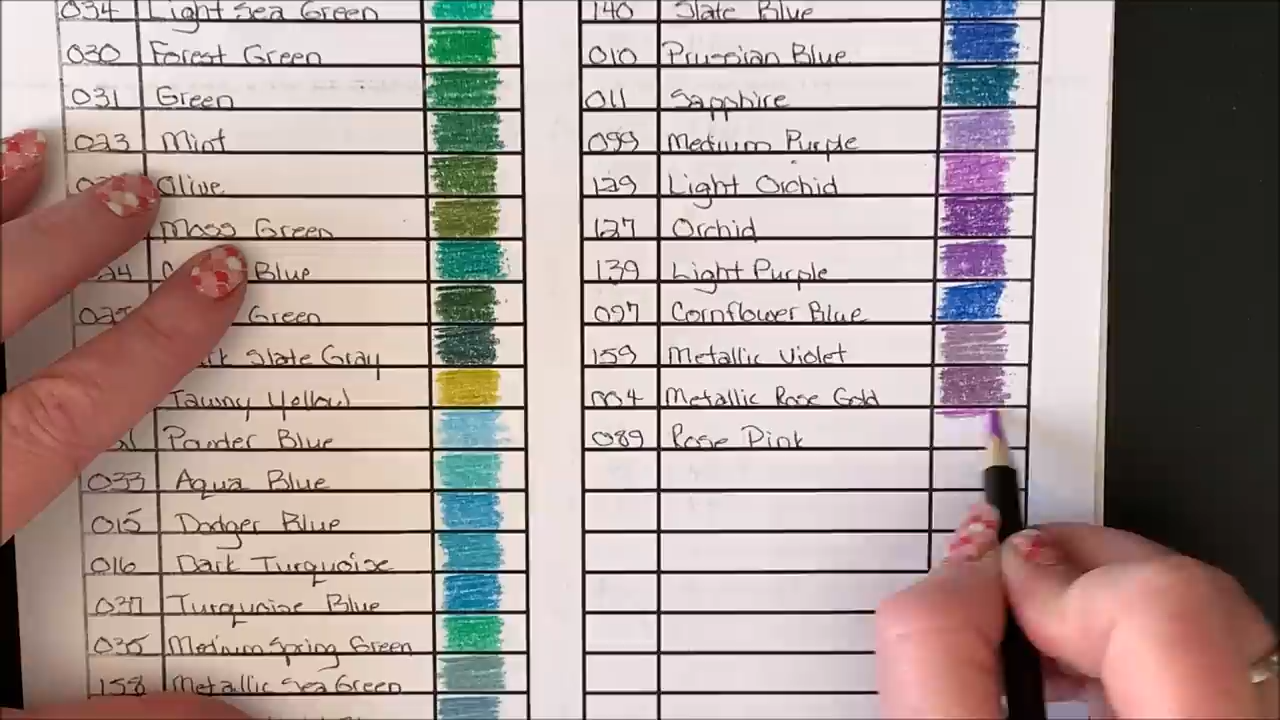 034 Light Sea Green
030 Forest Green
031 Green
023 Mint
Olive
Moss Green
Blue
Green
Slate Gray
Tawny Yellow
Powder Blue
033 Aqua Blue
015 Dodger Blue
016 Dark Turquoise
037 Turquoise Blue
035 Medium Spring Green
158 Metallic Sea Green
140 Slate Blue
010 Prussian Blue
011 Sapphire
099 Medium Purple
129 Light Orchid
127 Orchid
139 Light Purple
097 Cornflower Blue
159 Metallic Violet
004 Metallic Rose Gold
089 Rose Pink